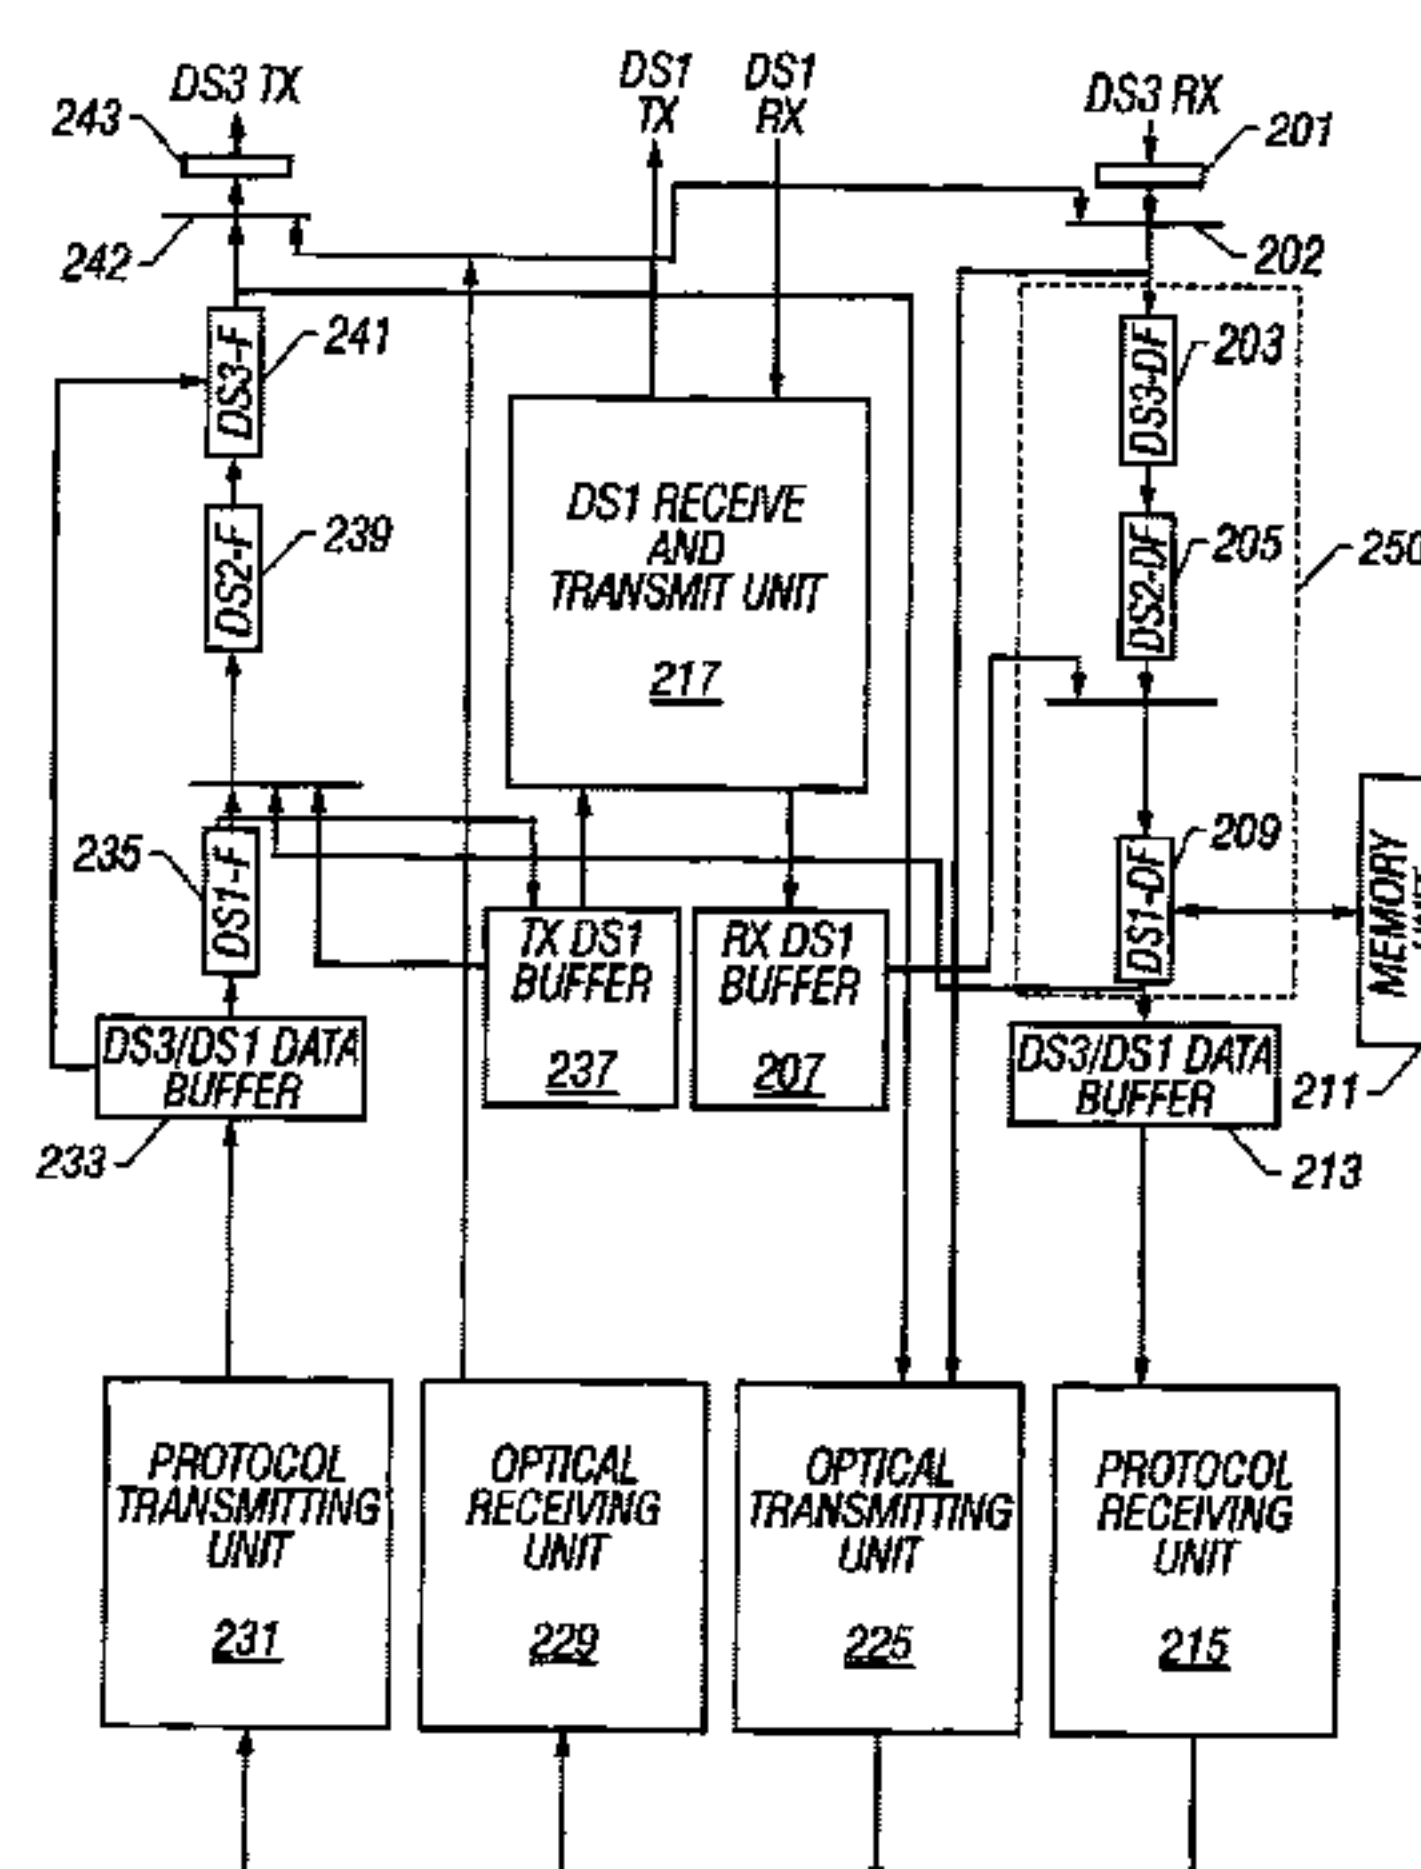 DS3 TX
243
DS1
TX
DS1
RX
DS3 RX
201
242
202
241
DS3-F
DS3-DF
203
239
DS2-F
DS1 RECEIVE
AND
TRANSMIT UNIT
217
DS2-DF
205
250
235
DS1-F
TX DS1
BUFFER
237
RX DS1
BUFFER
207
DS1-DF
209
MEMORY
211
DS3/DS1 DATA
BUFFER
233
DS3/DS1 DATA
BUFFER
213
PROTOCOL
TRANSMITTING
UNIT
231
OPTICAL
RECEIVING
UNIT
229
OPTICAL
TRANSMITTING
UNIT
225
PROTOCOL
RECEIVING
UNIT
215